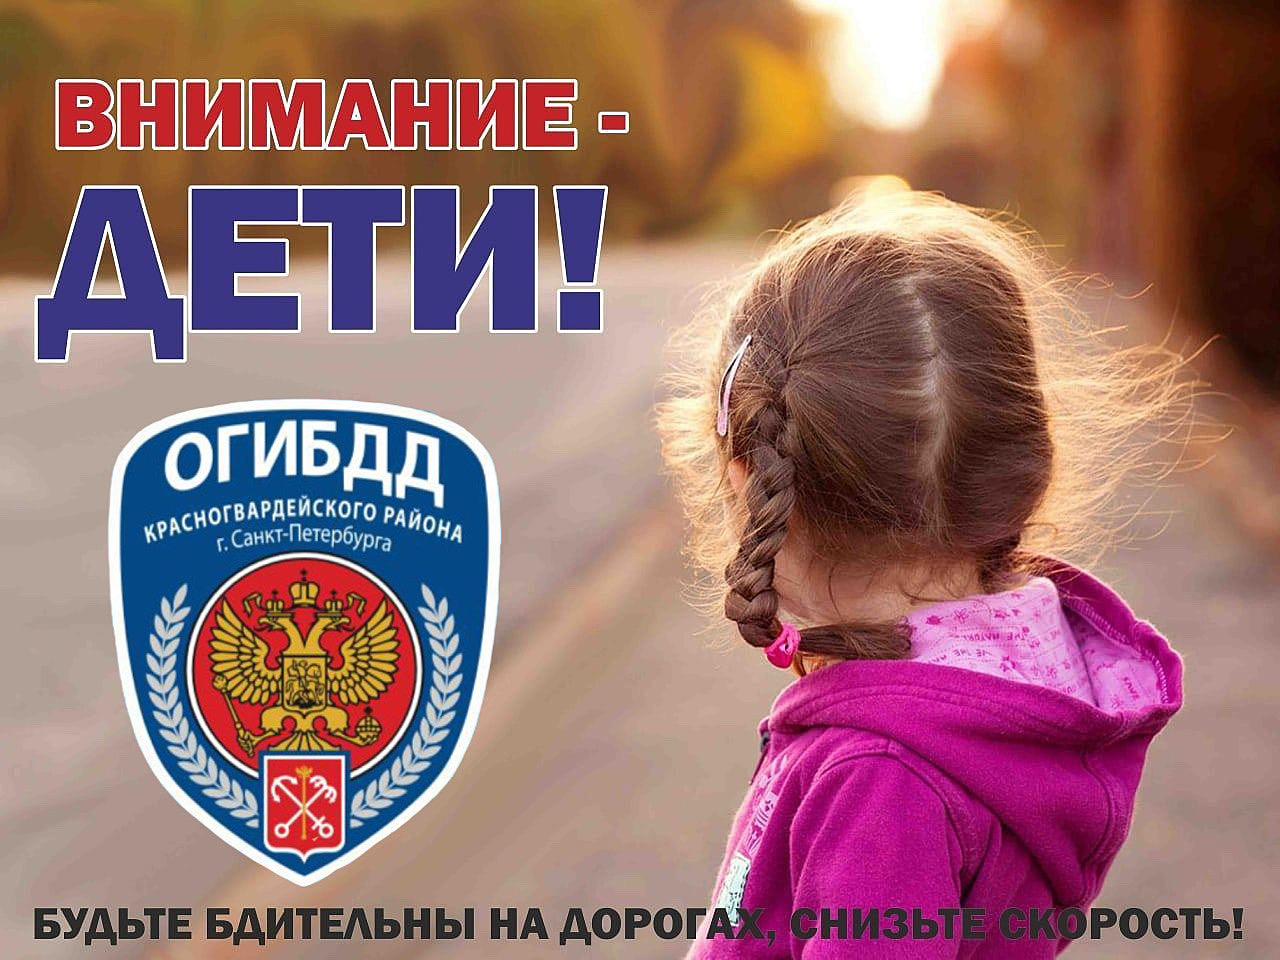 ВНИМАНИЕ -
ДЕТИ!
ОГИБДД
КРАСНОГВАРДЕЙСКОГО РАЙОНА
г. Санкт-Петербурга
БУДЬТЕ БДИТЕЛЬНЫ НА ДОРОГАХ, СНИЗЬТЕ СКОРОСТЬ!